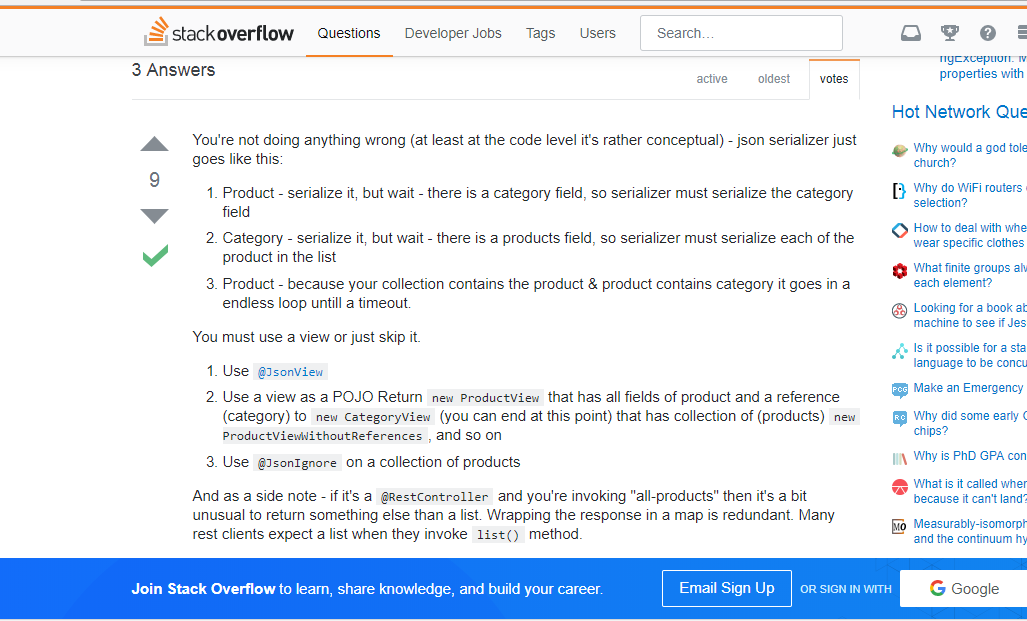 stackoverflow Questions Developer Jobs Tags Users Search...
3 Answers
active oldest votes
9
You're not doing anything wrong (at least at the code level it's rather conceptual) - json serializer just
goes like this:
1. Product - serialize it, but wait - there is a category field, so serializer must serialize the category
field
2. Category - serialize it, but wait - there is a products field, so serializer must serialize each of the
product in the list
3. Product - because your collection contains the product & product contains category it goes in a
endless loop untill a timeout.
You must use a view or just skip it.
1. Use @JsonView
2. Use a view as a POJO Return new ProductView that has all fields of product and a reference
(category) to new CategoryView (you can end at this point) that has collection of (products) new
ProductViewWithoutReferences , and so on
3. Use @JsonIgnore on a collection of products
And as a side note - if it's a @RestController and you're invoking "all-products" then it's a bit
unusual to return something else than a list. Wrapping the response in a map is redundant. Many
rest clients expect a list when they invoke list() method.
properties with
Hot Network Que
Why would a god tole
church?
Why do WiFi routers
selection?
How to deal with whe
wear specific clothes
What finite groups alw
each element?
Looking for a book ab
machine to see if Jes
Is it possible for a sta
language to be concu
PCG Make an Emergency
RC Why did some early C
chips?
Why is PhD GPA con
What is it called wher
because it can't land?
MO Measurably-isomorph
and the continuum hy
Join Stack Overflow to learn, share knowledge, and build your career.
Email Sign Up OR SIGN IN WITH Google